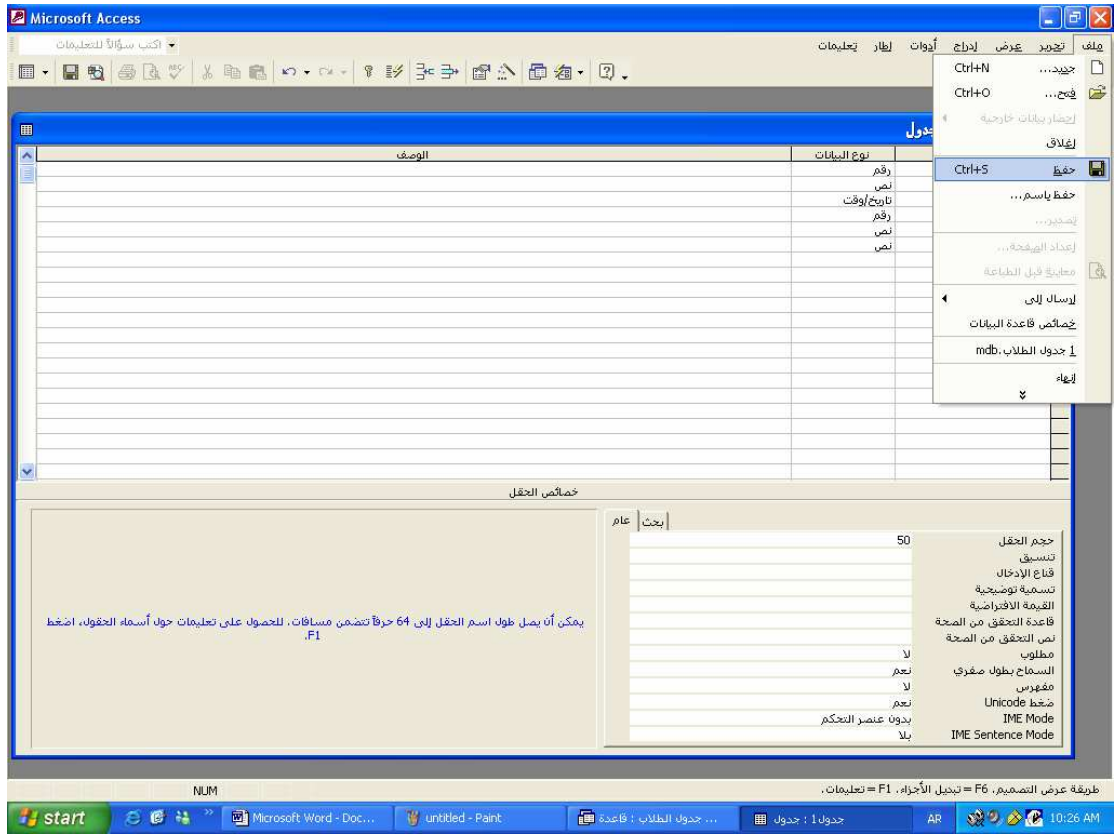 Microsoft Access
ملف تحرير عرض إدراج أدوات إطار تعليمات
اكتب سؤالاً للتعليمات
جديد... Ctrl+N
فتح... Ctrl+O
إحضار بيانات خارجية
إغلاق
حفظ Ctrl+S
حفظ باسم...
تصدير...
إعداد الصفحة...
معاينة قبل الطباعة
إرسال إلى
خصائص قاعدة البيانات
1 جدول الطلاب.mdb
إنهاء
جدول
نوع البيانات الوصف
رقم
نص
تاريخ/وقت
رقم
نص
نص
خصائص الحقل
عام بحث
حجم الحقل 50
تنسيق
قناع الإدخال
تسمية توضيحية
القيمة الافتراضية
قاعدة التحقق من الصحة
نص التحقق من الصحة
مطلوب لا
السماح بطول صفري نعم
مفهرس لا
ضغط Unicode نعم
IME Mode بدون عنصر التحكم
IME Sentence Mode بلا
يمكن أن يصل طول اسم الحقل إلى 64 حرفاً تتضمن مسافات. للحصول على تعليمات حول أسماء الحقول، اضغط
F1.
طريقة عرض التصميم. F6 = تبديل الأجزاء. F1 = تعليمات.
NUM
start
Microsoft Word - Doc...
untitled - Paint
جدول الطلاب : قاعدة ...
جدول1 : جدول
AR
10:26 AM